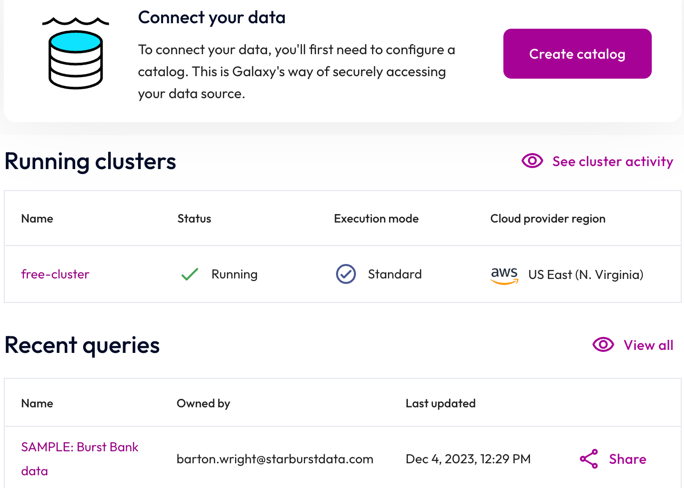 Connect your data
To connect your data, you'll first need to configure a
catalog. This is Galaxy's way of securely accessing
your data source.
Create catalog
Running clusters
See cluster activity
Name Status Execution mode Cloud provider region
free-cluster Running Standard aws US East (N. Virginia)
Recent queries
View all
Name Owned by Last updated
SAMPLE: Burst Bank
data
barton.wright@starburstdata.com Dec 4, 2023, 12:29 PM Share